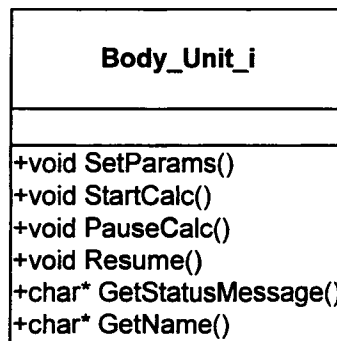 Body_Unit_i
+void SetParams()
+void StartCalc()
+void PauseCalc()
+void Resume()
+char* GetStatusMessage()
+char* GetName()